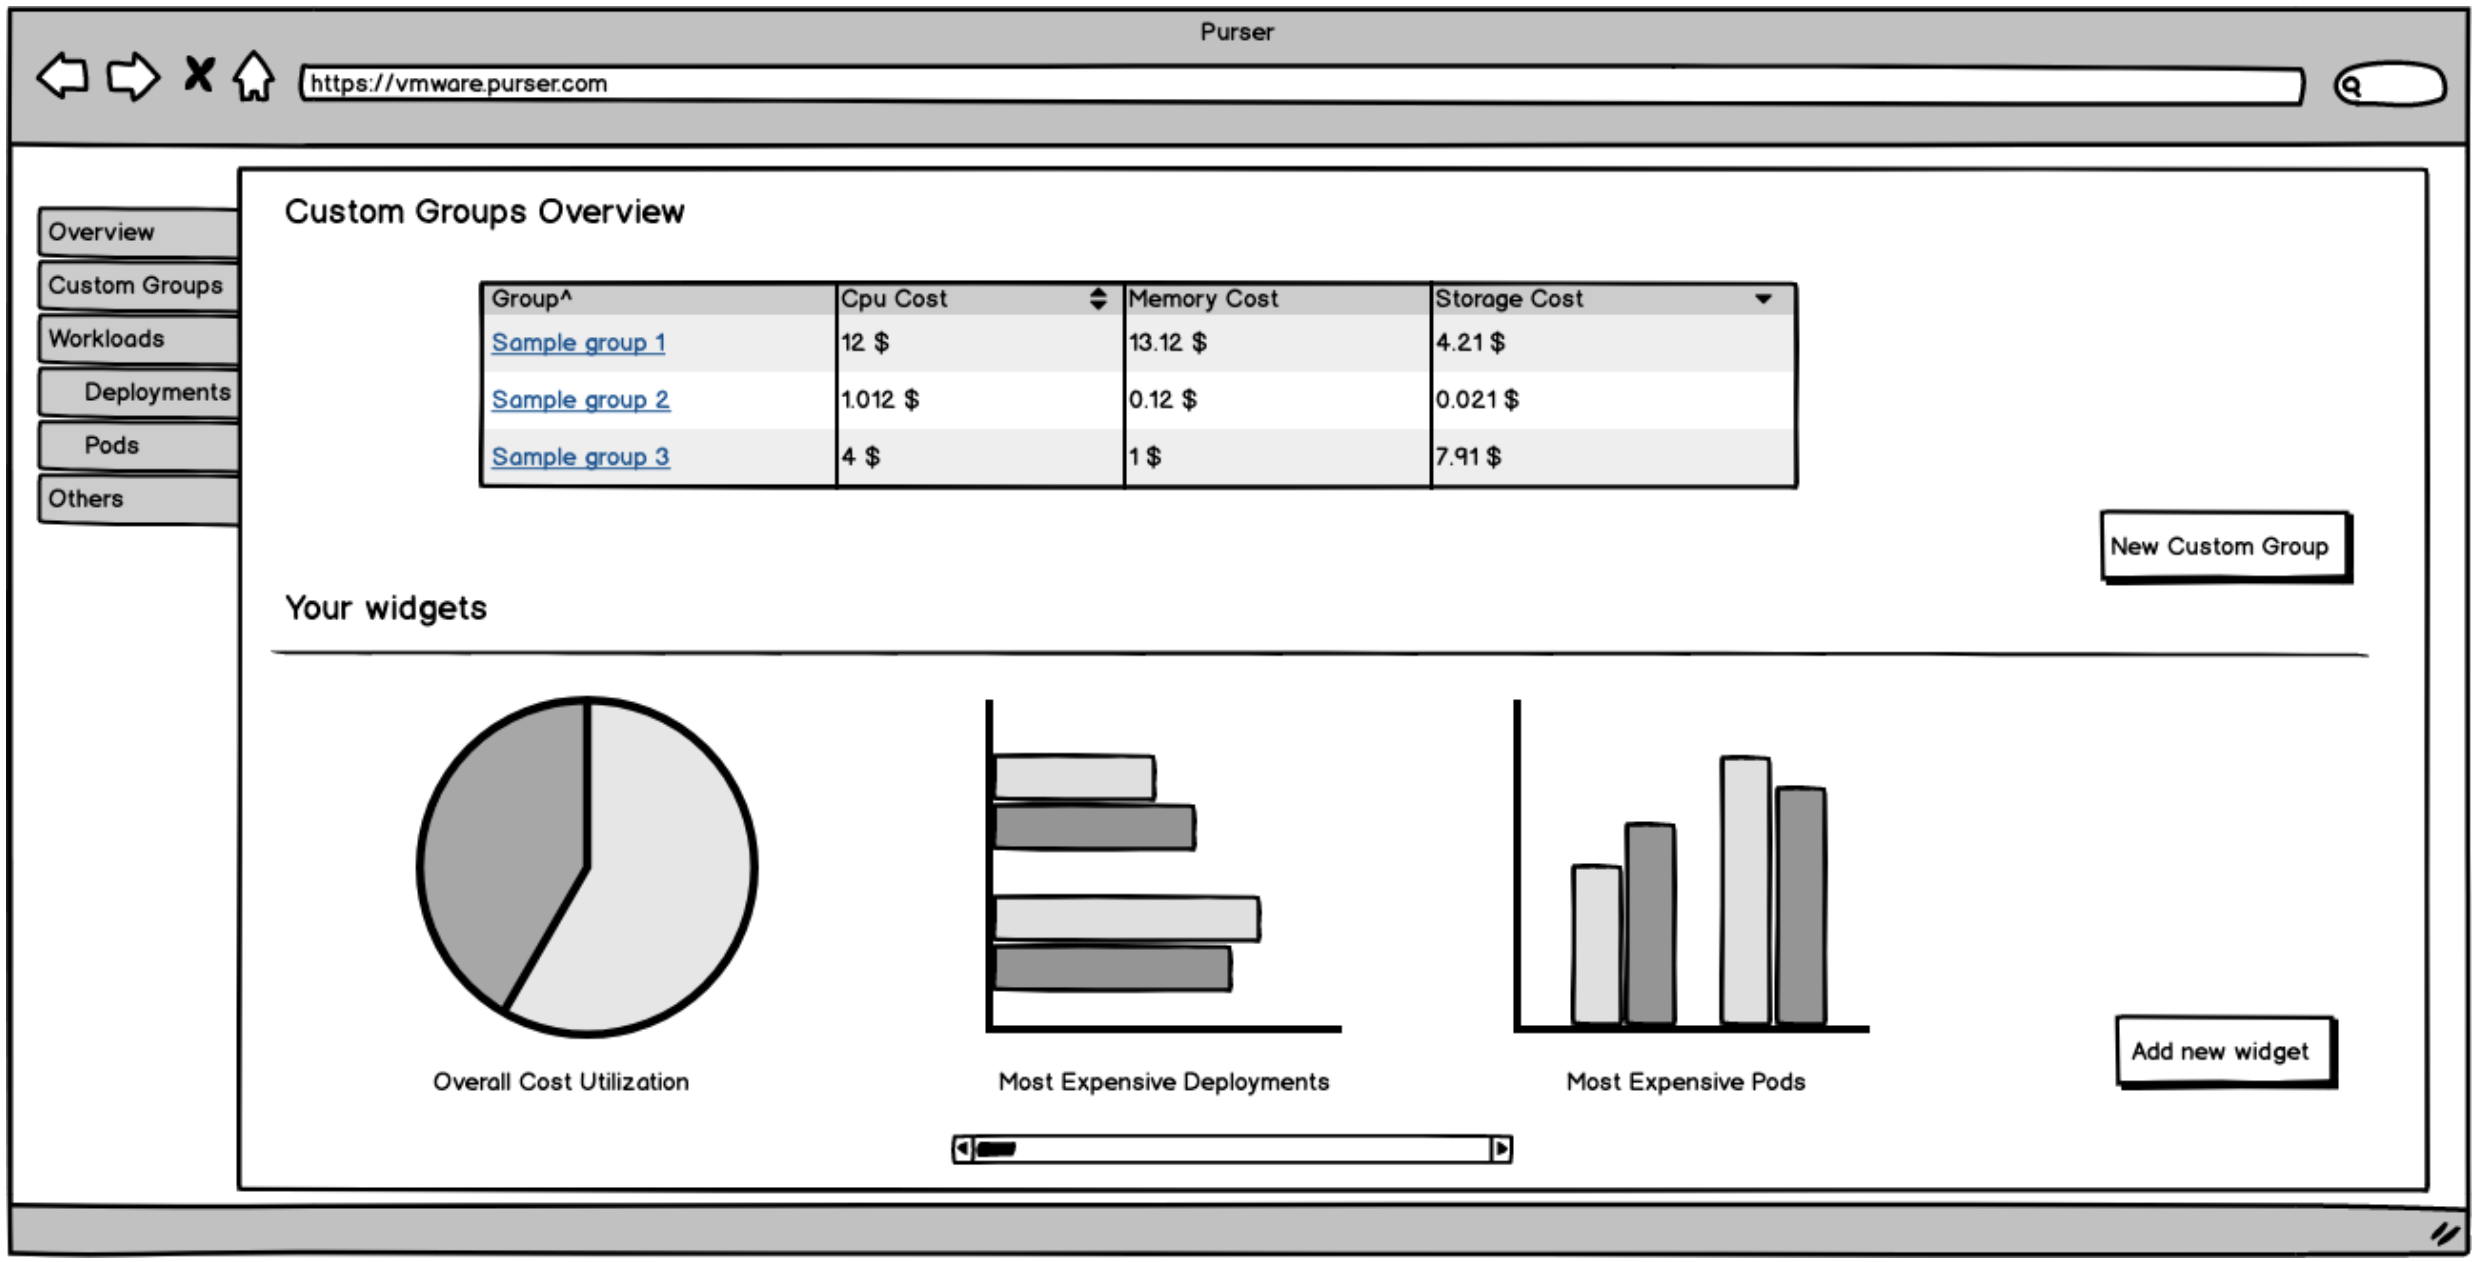 Purser
https://vmware.purser.com
Overview
Custom Groups
Workloads
Deployments
Pods
Others
Custom Groups Overview
Group^ Cpu Cost Memory Cost Storage Cost
Sample group 1 12 $ 13.12 $ 4.21 $
Sample group 2 1.012 $ 0.12 $ 0.021 $
Sample group 3 4 $ 1 $ 7.91 $
New Custom Group
Your widgets
Overall Cost Utilization
Most Expensive Deployments
Most Expensive Pods
Add new widget